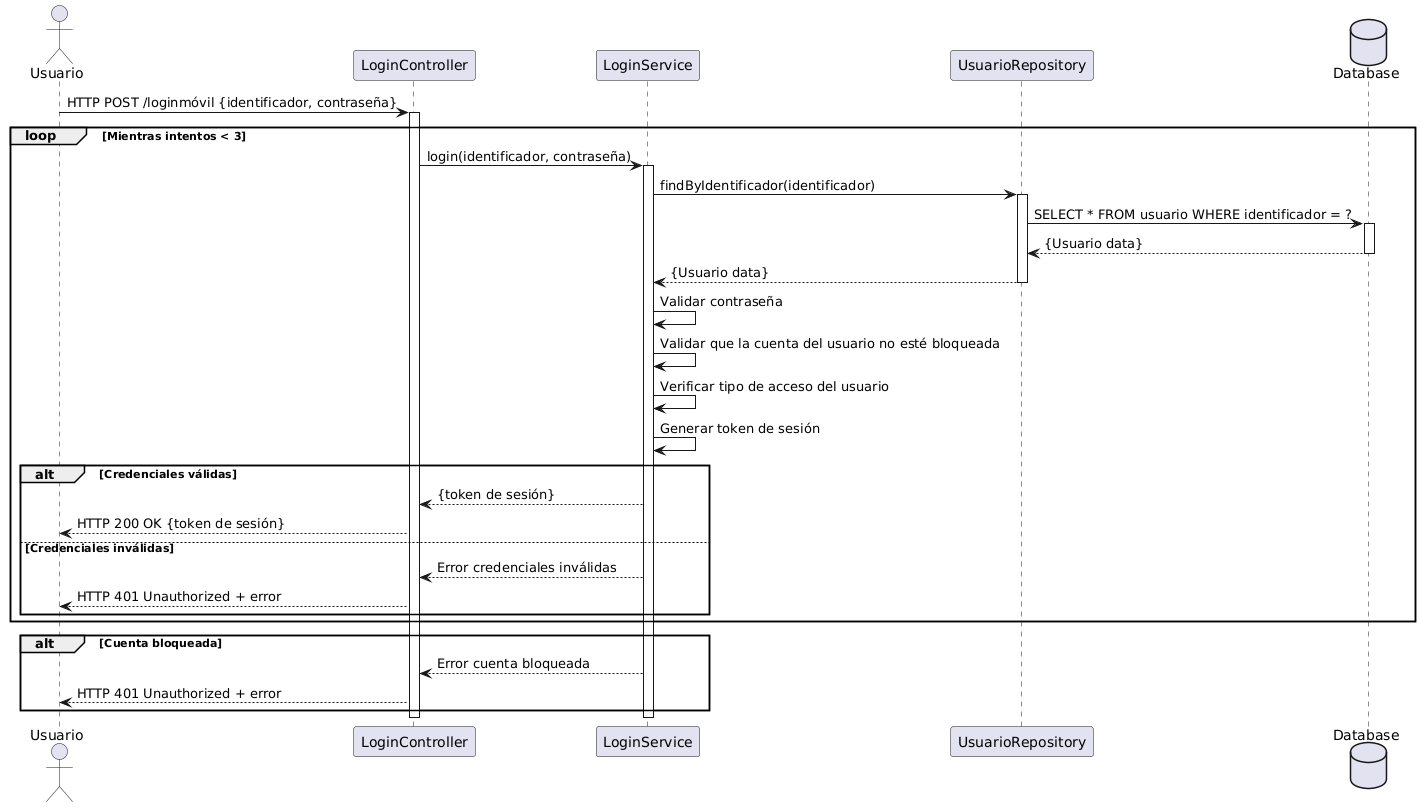 Usuario
LoginController
LoginService
UsuarioRepository
Database
HTTP POST /loginmóvil {identificador, contraseña}
loop [Mientras intentos < 3]
login(identificador, contraseña)
findByIdentificador(identificador)
SELECT * FROM usuario WHERE identificador = ?
{Usuario data}
{Usuario data}
Validar contraseña
Validar que la cuenta del usuario no esté bloqueada
Verificar tipo de acceso del usuario
Generar token de sesión
alt [Credenciales válidas]
{token de sesión}
HTTP 200 OK {token de sesión}
[Credenciales inválidas]
Error credenciales inválidas
HTTP 401 Unauthorized + error
alt [Cuenta bloqueada]
Error cuenta bloqueada
HTTP 401 Unauthorized + error
Usuario
LoginController
LoginService
UsuarioRepository
Database